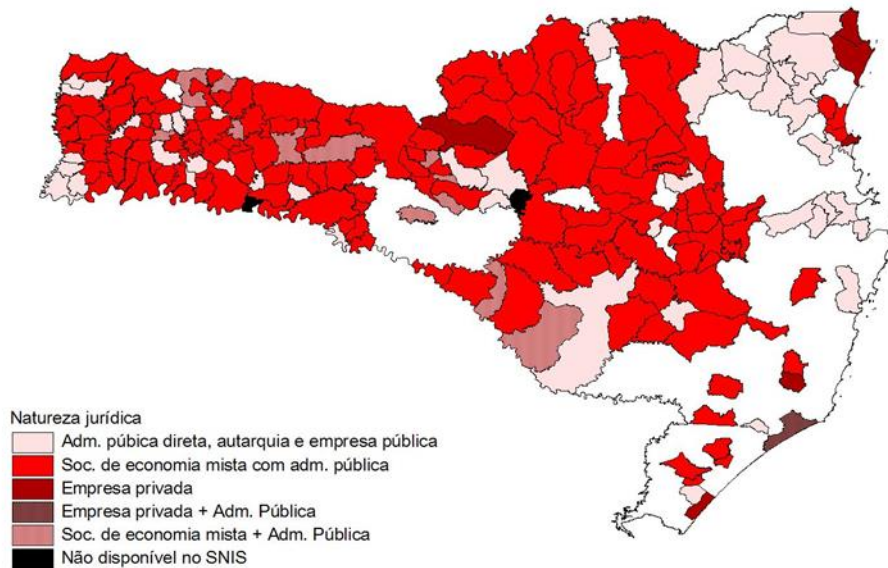 Natureza jurídica
Adm. púbica direta, autarquia e empresa pública
Soc. de economia mista com adm. pública
Empresa privada
Empresa privada + Adm. Pública
Soc. de economia mista + Adm. Pública
Não disponível no SNIS